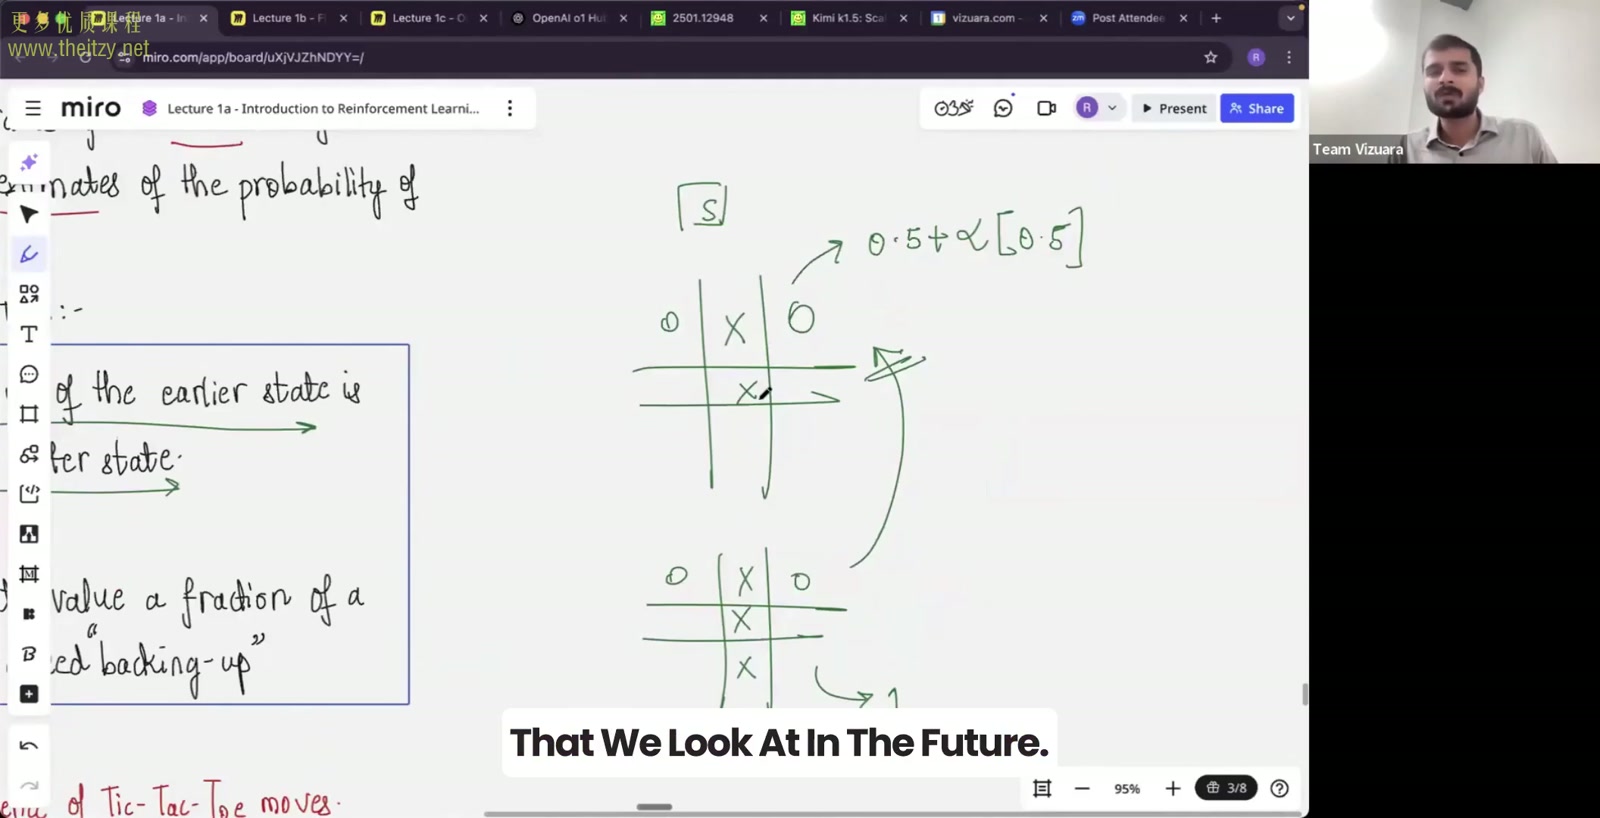 更多优质课程
www.theitzy.net
Lecture 1a - In
Lecture 1b - F
Lecture 1c - O
OpenAI o1 Hu
2501.12948
Kimi k1.5: Sca
vizuara.com -
Post Attendee
miro.com/app/board/uXjVJZhNDYY=/
R
miro
Lecture 1a - Introduction to Reinforcement Learni...
R
Present
Share
Team Vizuara
of the probability of
S
0.5+α[0.5]
O X O
X
:-
of the earlier state is
state.
value a fraction of a
"backing-up"
O X O
X
X
1
of Tic-Tac-Toe moves.
That We Look At In The Future.
95%
3/8